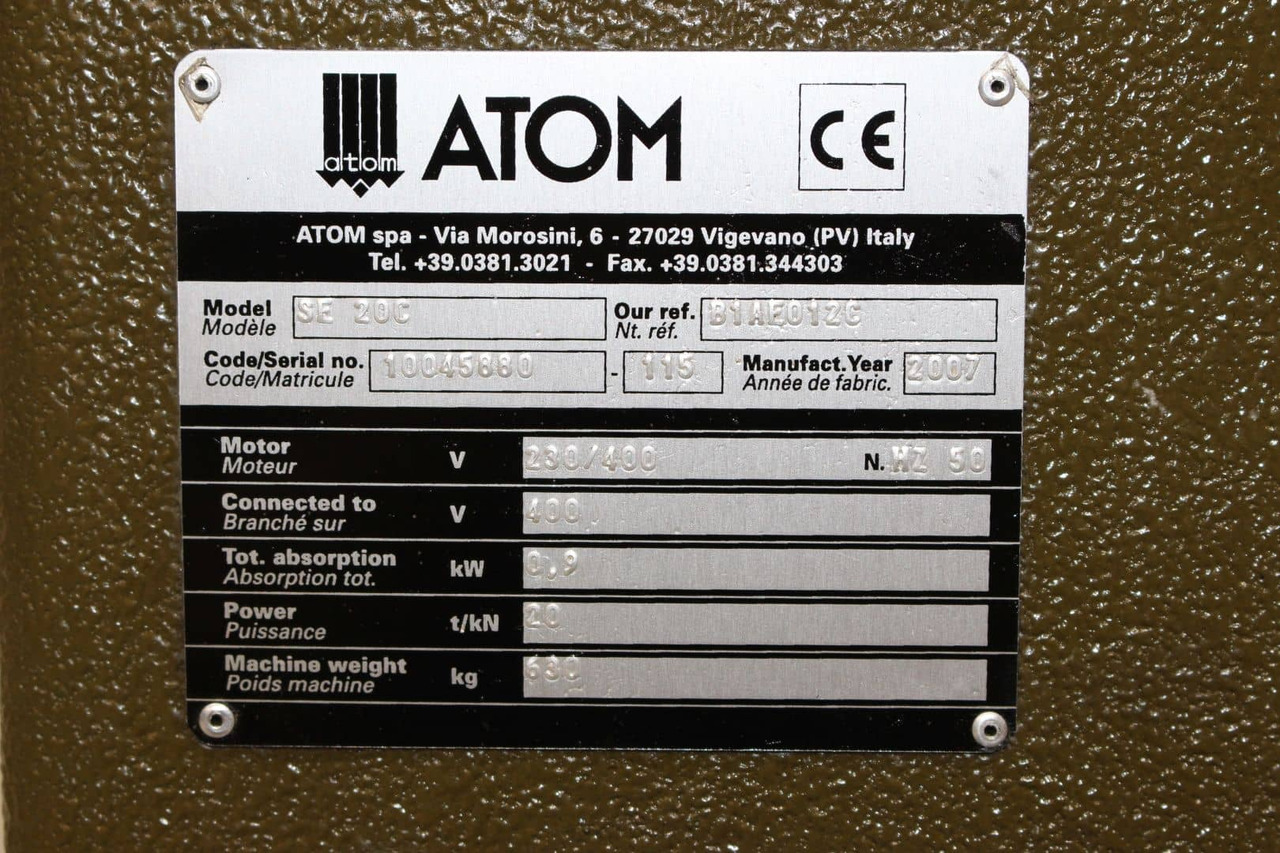 atom ATOM CE
ATOM spa - Via Morosini, 6 - 27029 Vigevano (PV) Italy
Tel. +39.0381.3021 - Fax. +39.0381.344303
Model SE 20C Our ref. B1AE012C
Modèle Nt. réf.
Code/Serial no. - 115 Manufact.Year 2007
Code/Matricule Année de fabric.
Motor V 230/400 N. HZ 50
Moteur
Connected to V 400
Branché sur
Tot. absorption kW 0,9
Absorption tot.
Power t/kN 20
Puissance
Machine weight kg
Poids machine